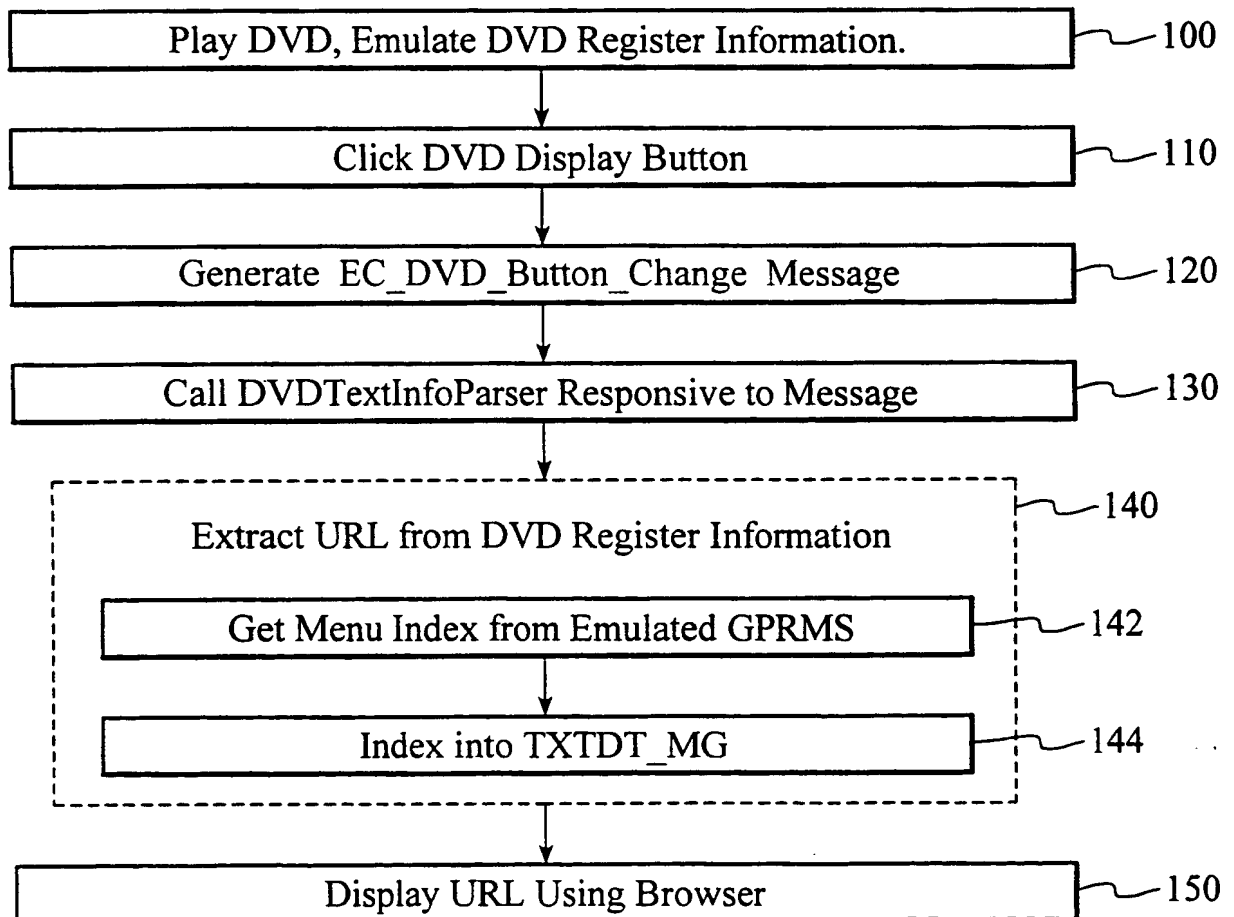 Play DVD, Emulate DVD Register Information. 100
Click DVD Display Button 110
Generate EC_DVD_Button_Change Message 120
Call DVDTextInfoParser Responsive to Message 130
140
Extract URL from DVD Register Information
Get Menu Index from Emulated GPRMS 142
Index into TXTDT_MG 144
Display URL Using Browser 150